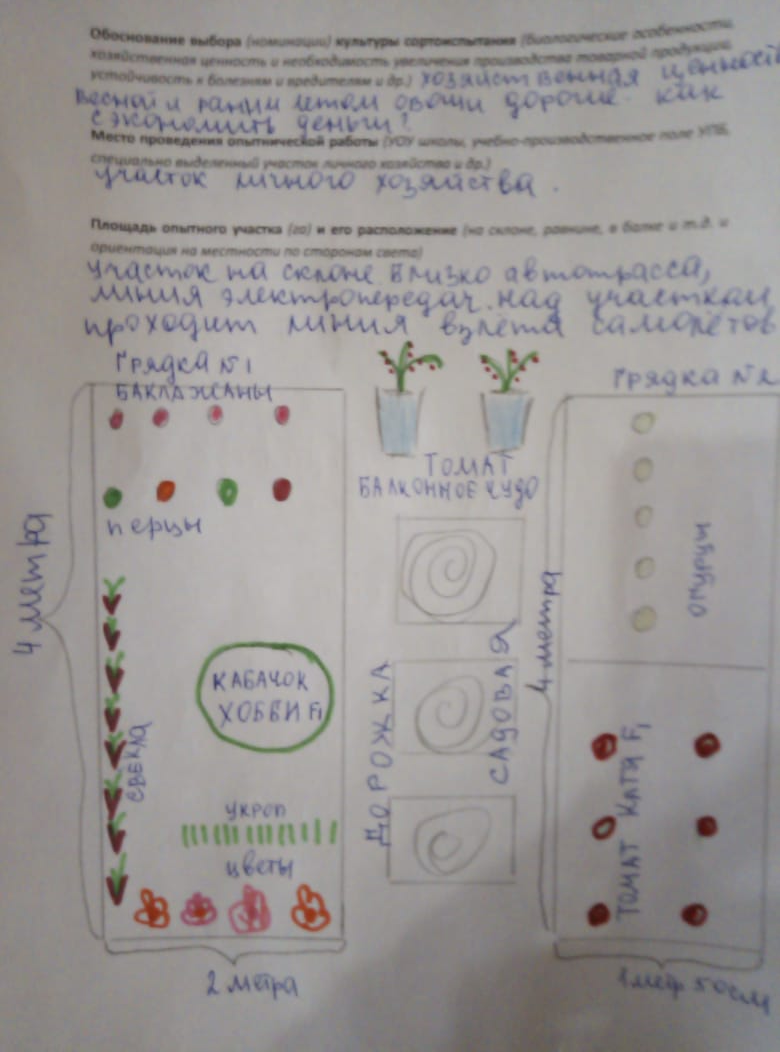 Обоснование выбора (номинации) культуры сортоиспытания (биологические особенности,
хозяйственная ценность и необходимость увеличения производства товарной продукции,
устойчивость к болезням и вредителям и др.) хозяйственная ценность
весной и ранни летом овощи дорогие. как
сэкономить деньги?
Место проведения опытнической работы (УОУ школы, учебно-производственное поле УПБ,
специально выделенный участок личного хозяйства и др.)
участок личного хозяйства.
Площадь опытного участка (га) и его расположение (на склоне, равнине, в балке и т.д. и
ориентация на местности по сторонам света)
участок на склоне близко автотрасса,
линия электропередач. над участкам
проходит линия взлёта самолётов
Грядка №1
БАКЛАЖАНЫ
перцы
4 метра
СВЕКЛА
КАБАЧОК
ХОББИ F1
укроп
цветы
2 метра
ТОМАТ
БАЛКОННОЕ ЧУДО
ДОРОЖКА
САДОВАЯ
Грядка №2
огурцы
4 метра
ТОМАТ КАТЯ F1
1 метр 50 см